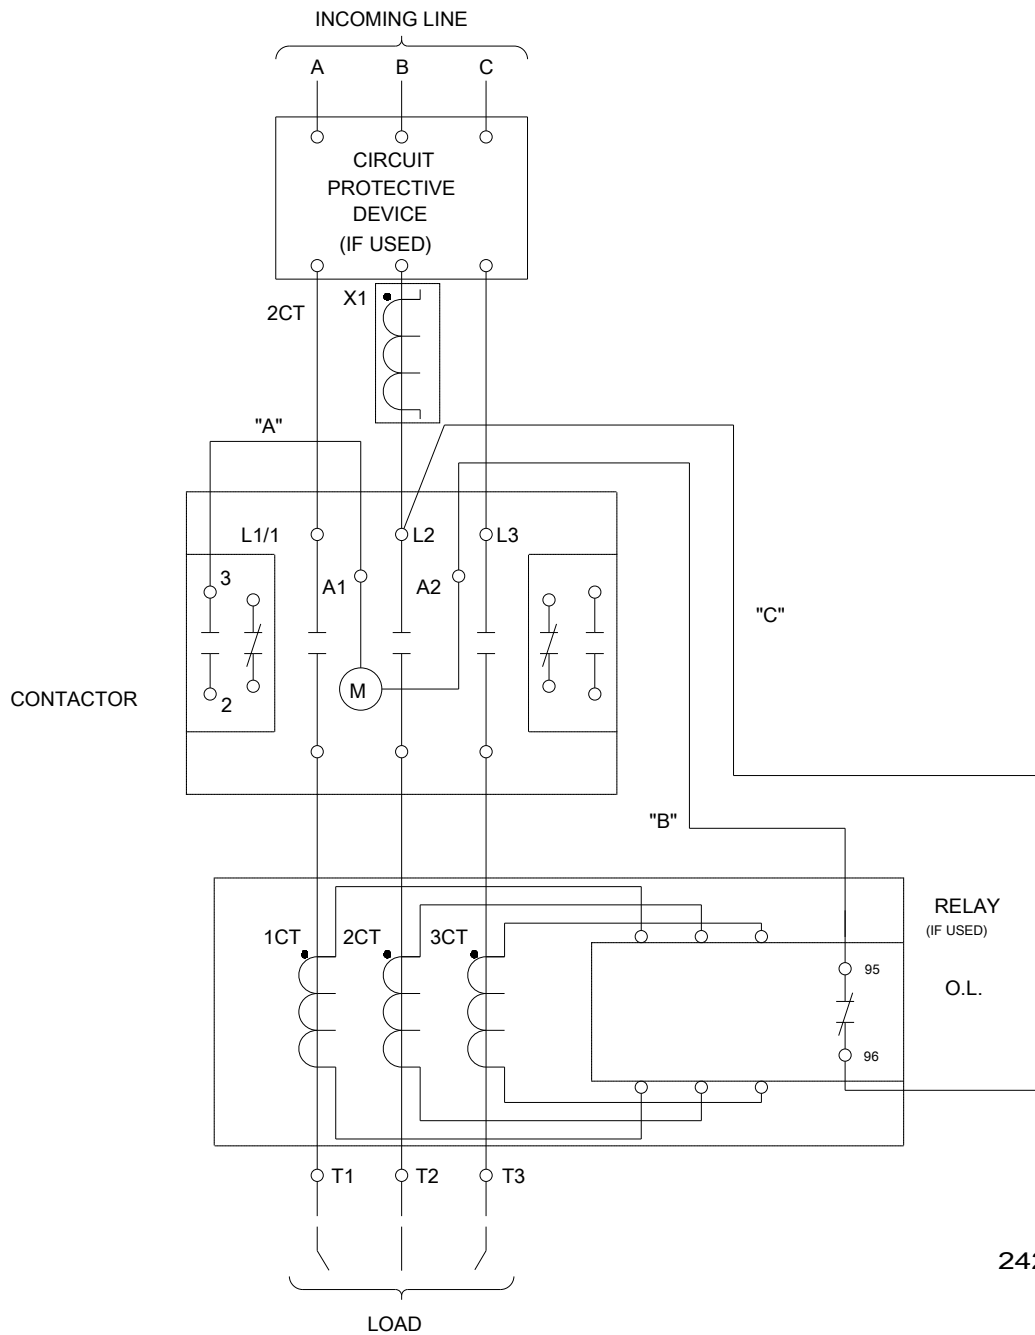 INCOMING LINE
A B C
CIRCUIT
PROTECTIVE
DEVICE
(IF USED)
X1
2CT
"A"
L1/1 L2 L3
3 A1 A2
"C"
M
2
CONTACTOR
"B"
RELAY
(IF USED)
1CT 2CT 3CT
95
O.L.
96
T1 T2 T3
LOAD